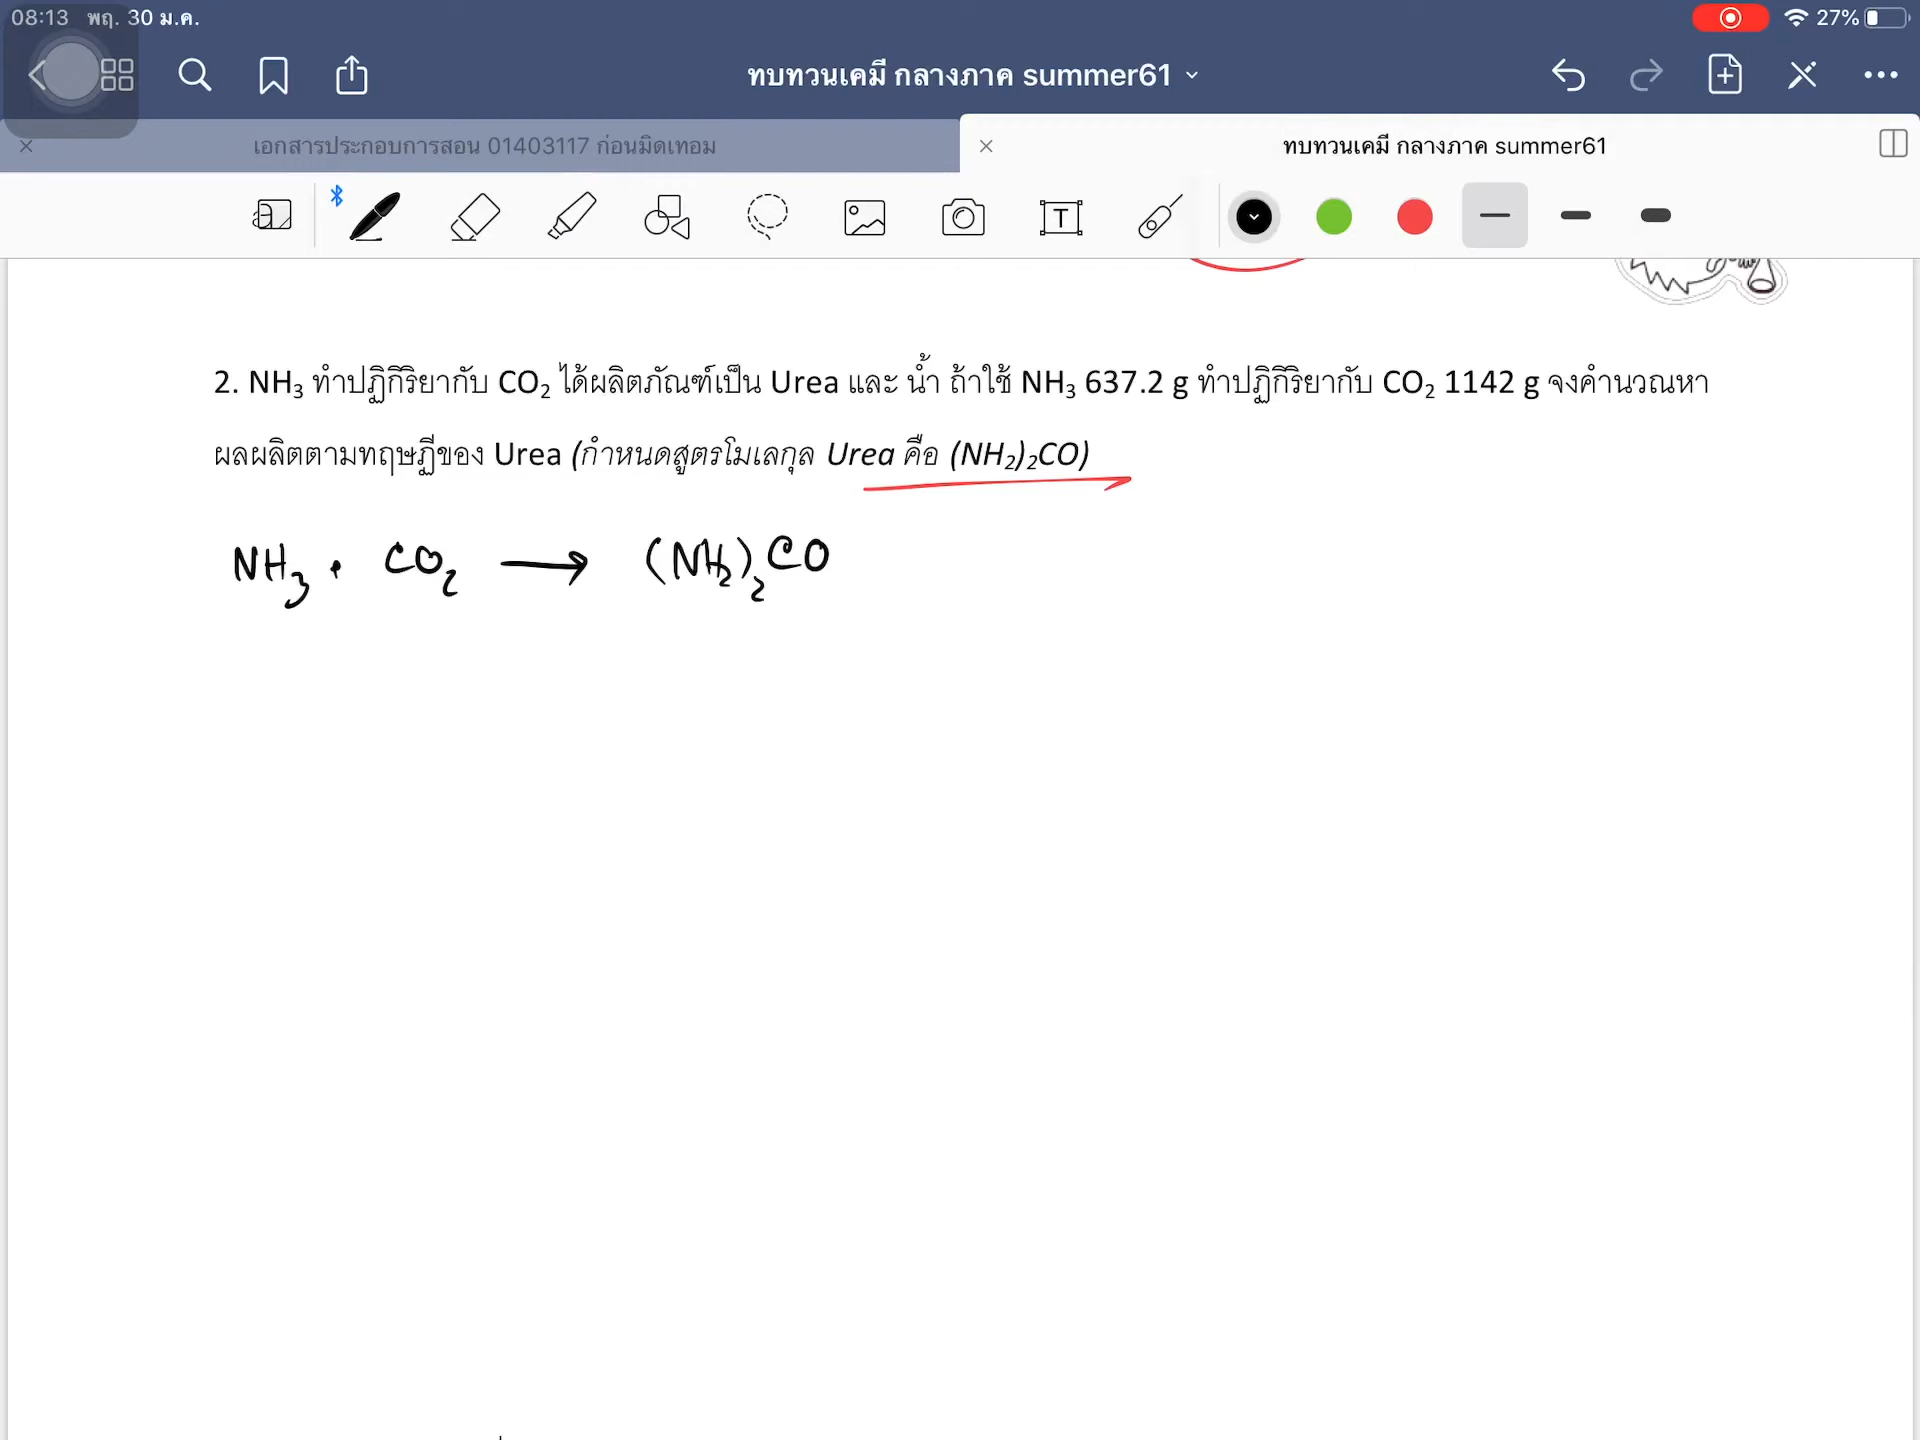 08:13 พฤ. 30 ม.ค.
27%
ทบทวนเคมี กลางภาค summer61
เอกสารประกอบการสอน 01403117 ก่อนมิดเทอม
ทบทวนเคมี กลางภาค summer61
2. NH₃ ทำปฏิกิริยากับ CO₂ ได้ผลิตภัณฑ์เป็น Urea และ น้ำ ถ้าใช้ NH₃ 637.2 g ทำปฏิกิริยากับ CO₂ 1142 g จงคำนวณหา
ผลผลิตตามทฤษฏีของ Urea (กำหนดสูตรโมเลกุล Urea คือ (NH₂)₂CO)
NH₃ + CO₂ → (NH₂)₂CO